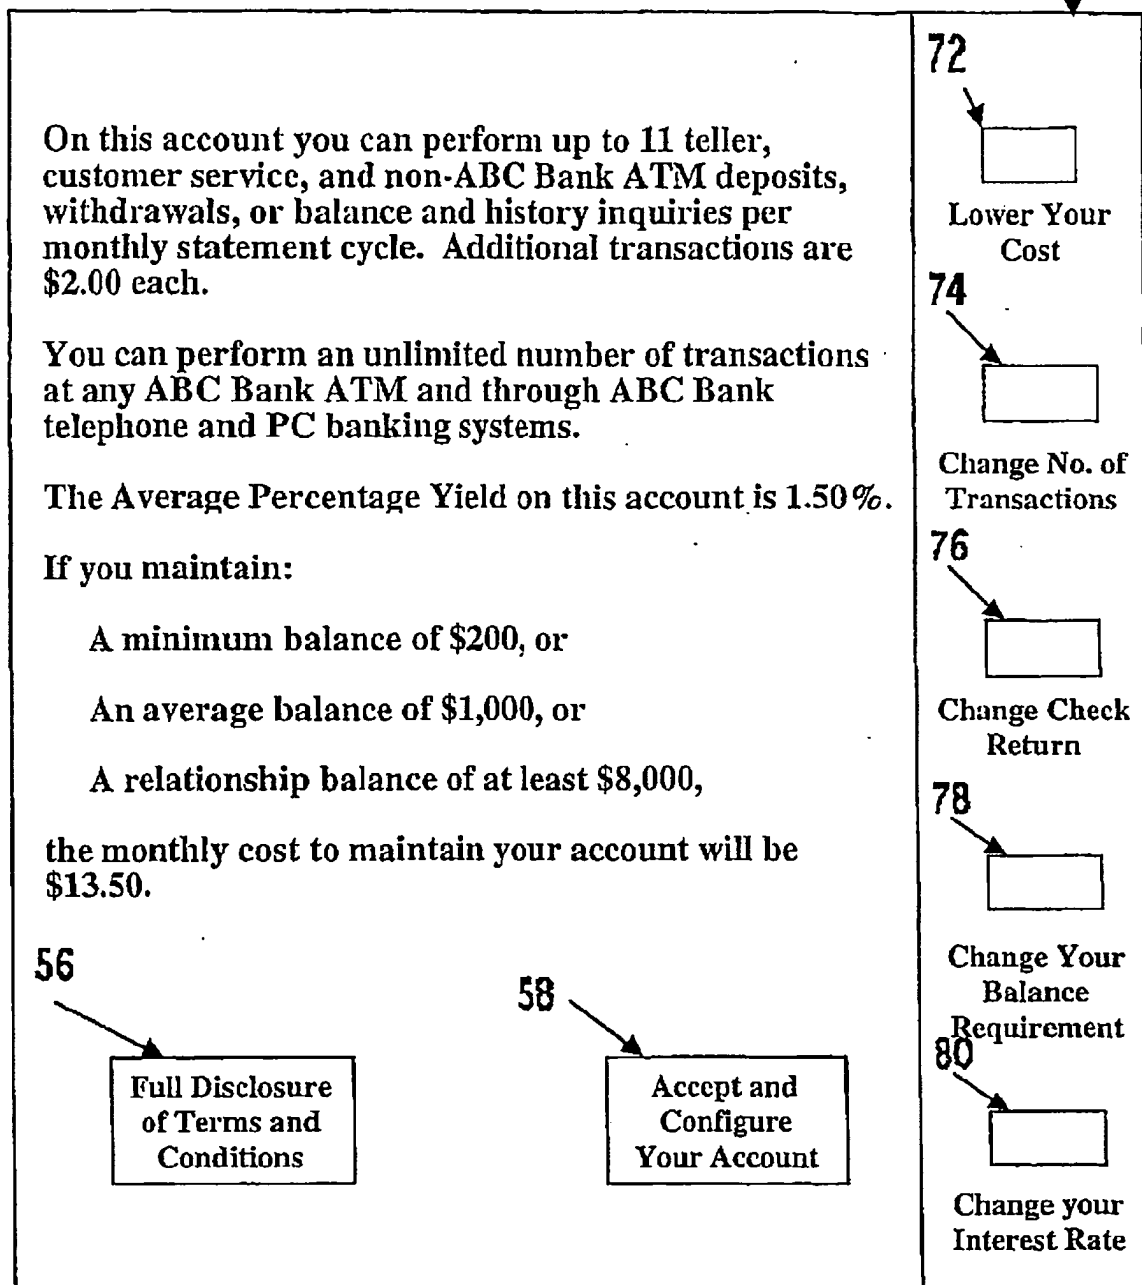 On this account you can perform up to 11 teller,
customer service, and non-ABC Bank ATM deposits,
withdrawals, or balance and history inquiries per
monthly statement cycle. Additional transactions are
$2.00 each.
You can perform an unlimited number of transactions
at any ABC Bank ATM and through ABC Bank
telephone and PC banking systems.
The Average Percentage Yield on this account is 1.50%.
If you maintain:
A minimum balance of $200, or
An average balance of $1,000, or
A relationship balance of at least $8,000,
the monthly cost to maintain your account will be
$13.50.
56
Full Disclosure
of Terms and
Conditions
58
Accept and
Configure
Your Account
72
Lower Your
Cost
74
Change No. of
Transactions
76
Change Check
Return
78
Change Your
Balance
Requirement
80
Change your
Interest Rate